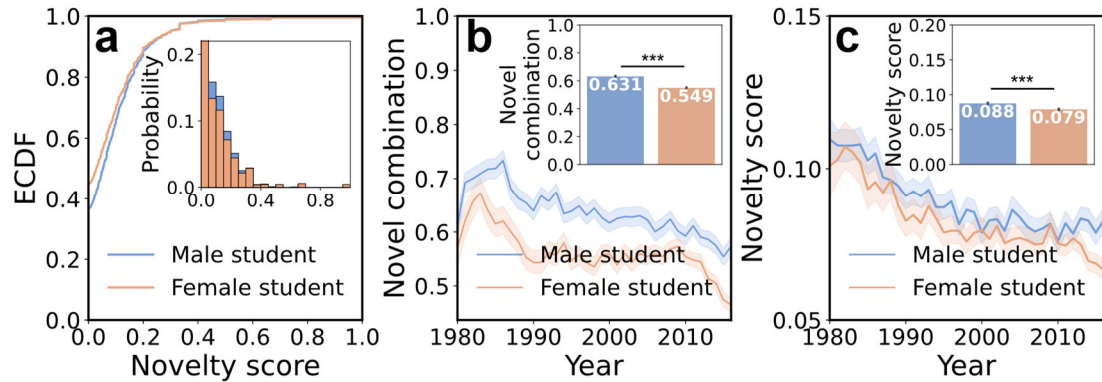 a
ECDF
1.0
0.8
0.6
0.4
0.2
0.0
0.0 0.2 0.4 0.6 0.8 1.0
Novelty score
Male student
Female student
Probability
0.2
0.1
0.0
0.0 0.5 1.0
b
Novel combination
1.0
0.9
0.8
0.7
0.6
0.5
1980 1990 2000 2010
Year
Male student
Female student
Novel
combination
1.0
0.8
0.6
0.4
0.2
0.0
***
0.631 0.549
c
Novelty score
0.15
0.10
0.05
1980 1990 2000 2010
Year
Male student
Female student
Novelty score
0.20
0.15
0.10
0.05
0.00
***
0.088 0.079